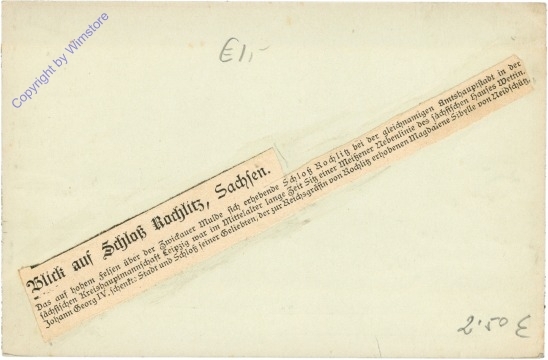 Copyright by Wimstore
E1,-
Blick auf Schloß Rochlitz, Sachsen.
Das auf hohem Felsen über der Zwickauer Mulde sich erhebende Schloß Rochlitz bei der gleichnamigen Amtshauptstadt in der
sächsischen Kreishauptmannschaft Leipzig war im Mittelalter lange Zeit Sitz einer Meißener Nebenlinie des sächsischen Hauses Wettin.
Johann Georg IV. schenkte Stadt und Schloß seiner Geliebten, der zur Reichsgräfin von Rochlitz erhobenen Magdalene Sibylle von Neidschütz.
2.50 E